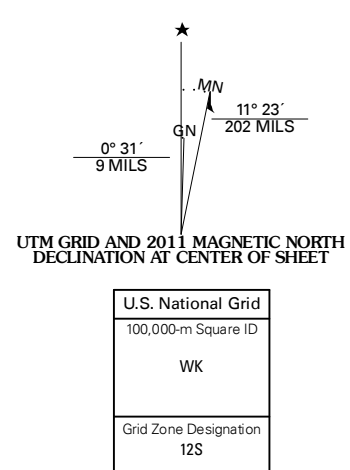 ★
MN
11° 23´
202 MILS
GN
0° 31´
9 MILS
UTM GRID AND 2011 MAGNETIC NORTH
DECLINATION AT CENTER OF SHEET
U.S. National Grid
100,000-m Square ID
WK
Grid Zone Designation
12S